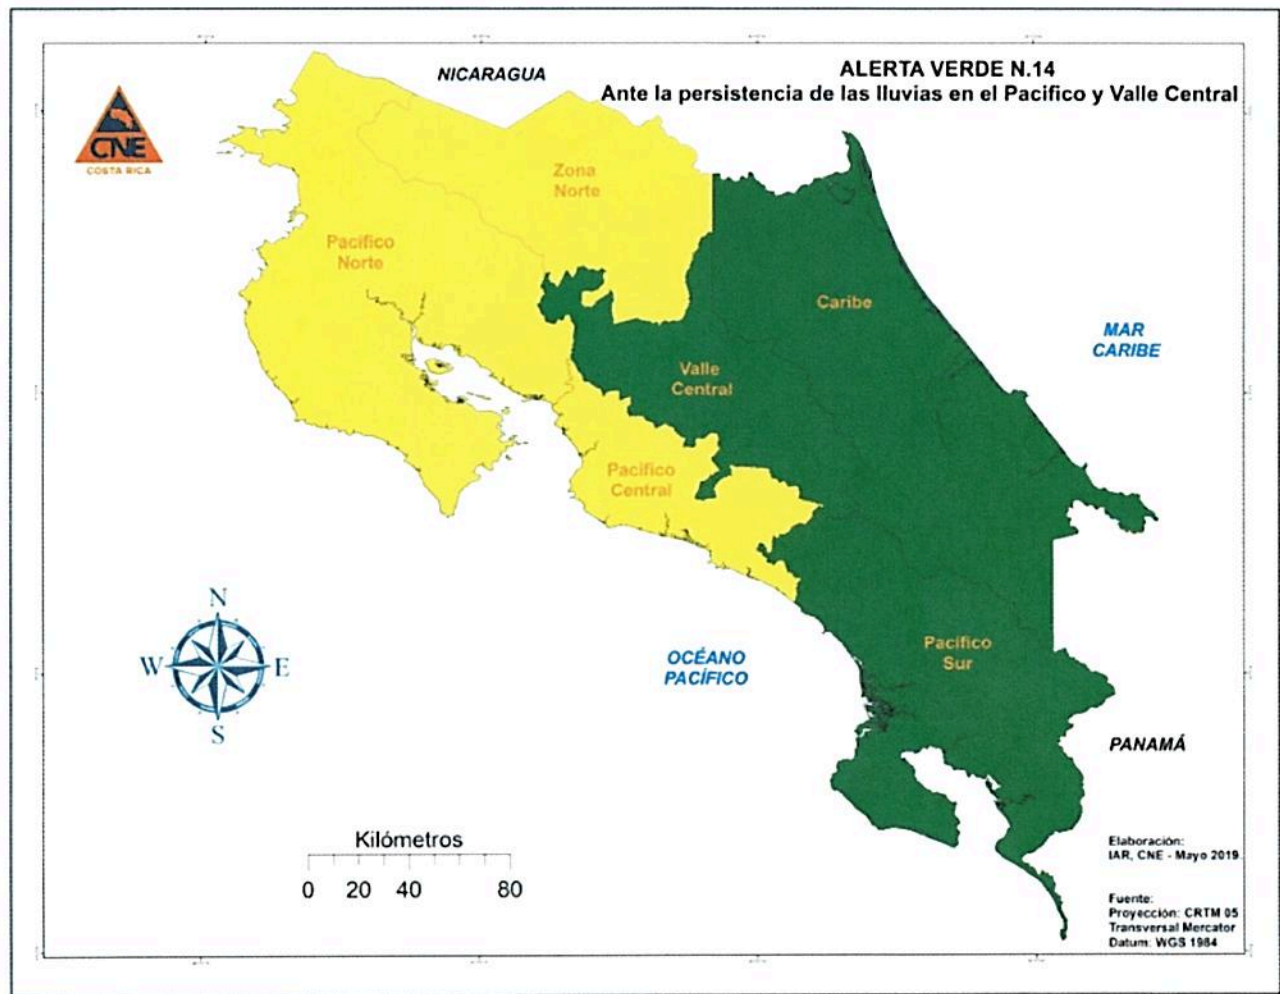 NICARAGUA
ALERTA VERDE N.14
Ante la persistencia de las lluvias en el Pacifico y Valle Central
CNE
COSTA RICA
Zona
Norte
Pacífico
Norte
Caribe
MAR
CARIBE
Valle
Central
Pacífico
Central
N
W
E
S
OCÉANO
PACÍFICO
Pacífico
Sur
PANAMÁ
Kilómetros
0 20 40 80
Elaboración:
IAR, CNE - Mayo 2019
Fuente:
Proyección: CRTM 05
Transversal Mercator
Datum: WGS 1984